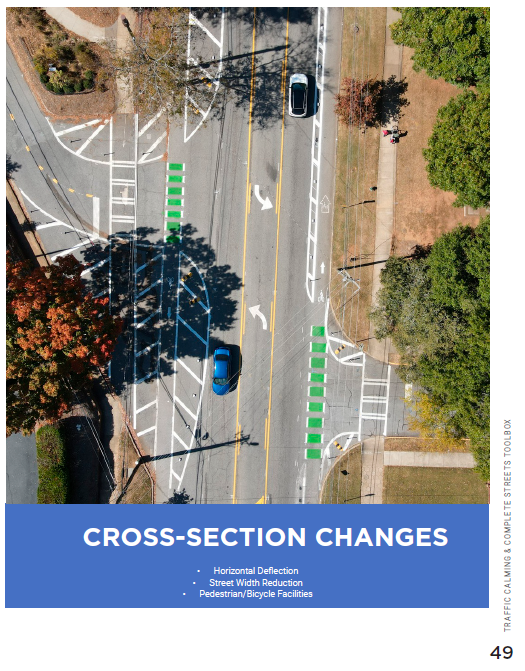 CROSS-SECTION CHANGES
• Horizontal Deflection
• Street Width Reduction
• Pedestrian/Bicycle Facilities
TRAFFIC CALMING & COMPLETE STREETS TOOLBOX
49